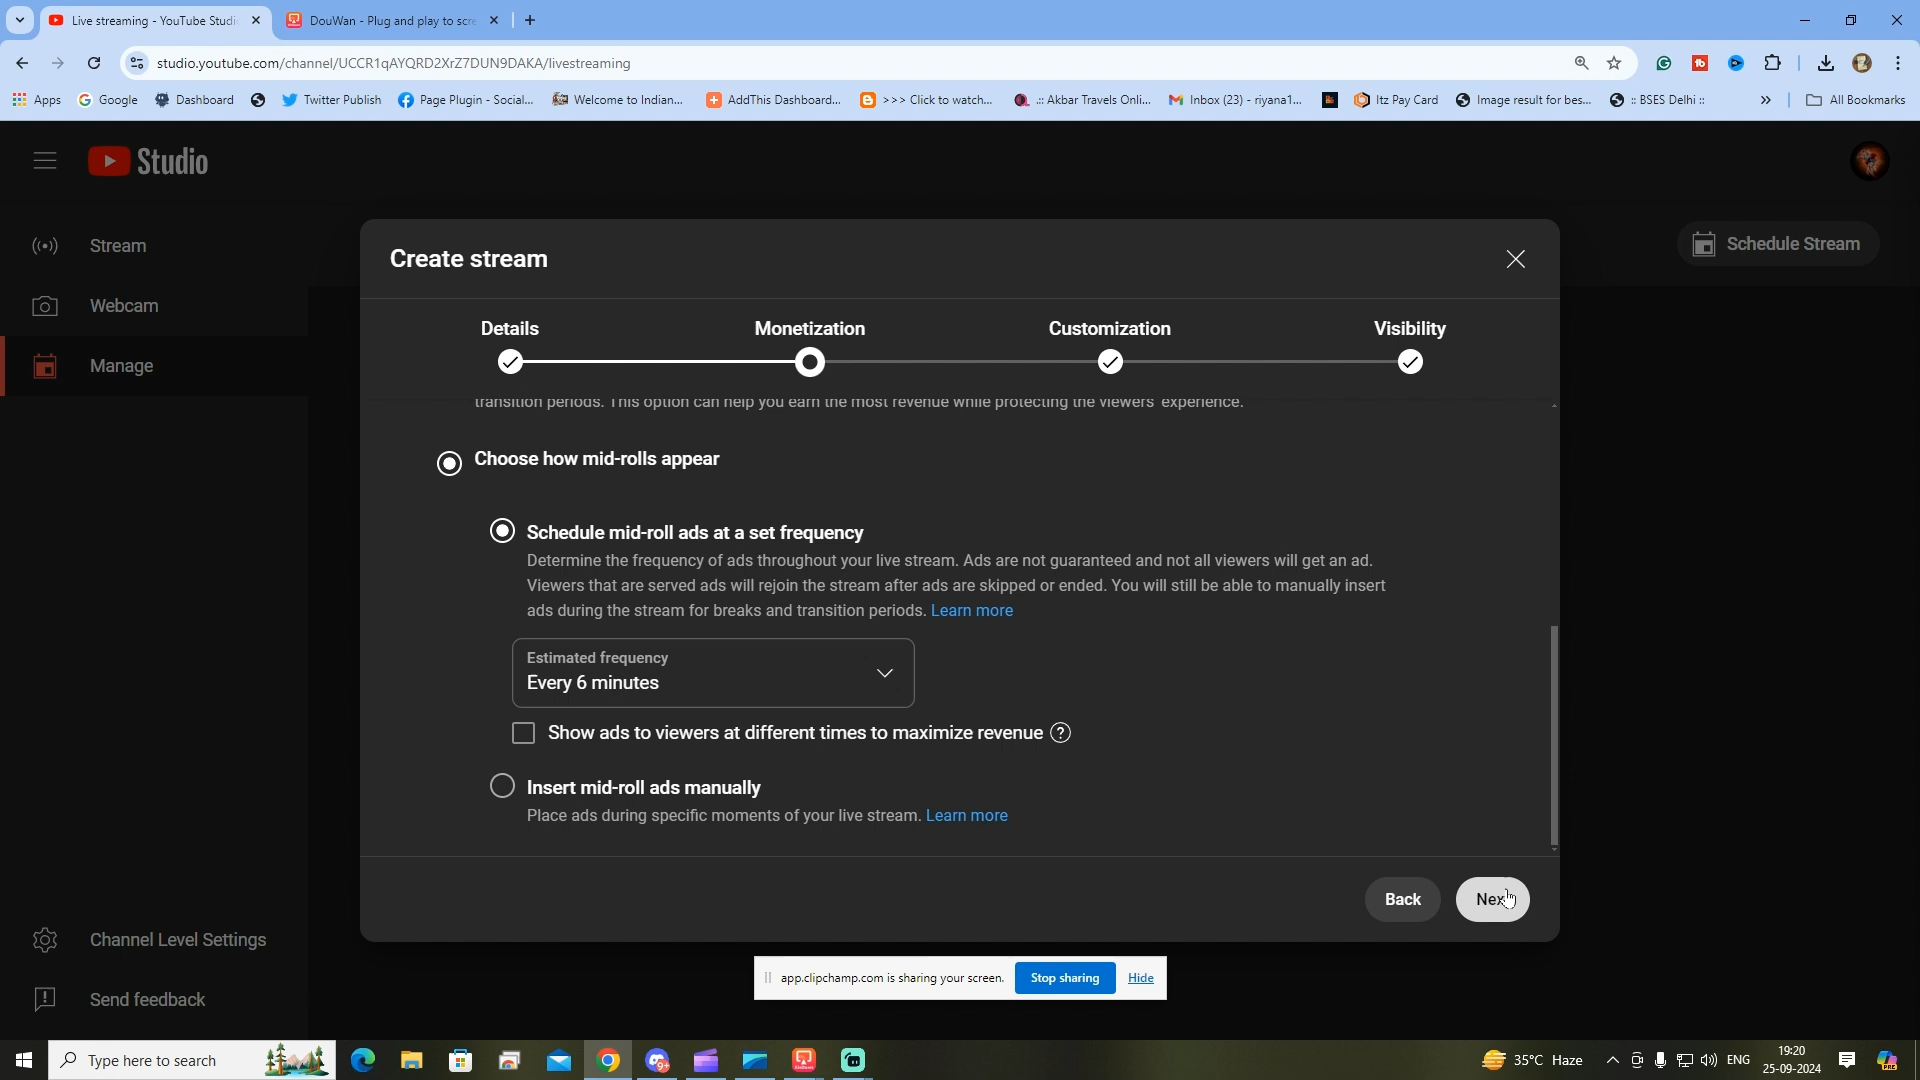 Live streaming - YouTube Studi
DouWan - Plug and play to scre
studio.youtube.com/channel/UCCR1qAYQRD2XrZ7DUN9DAKA/livestreaming
Apps
Google
Dashboard
Twitter Publish
Page Plugin - Social...
Welcome to Indian...
AddThis Dashboard...
>>> Click to watch...
.:: Akbar Travels Onli...
Inbox (23) - riyana1...
Itz Pay Card
Image result for bes...
:: BSES Delhi ::
»
All Bookmarks
Studio
Stream
Webcam
Manage
Schedule Stream
Create stream
Details
Monetization
Customization
Visibility
transition periods. This option can help you earn the most revenue while protecting the viewers' experience.
Choose how mid-rolls appear
Schedule mid-roll ads at a set frequency
Determine the frequency of ads throughout your live stream. Ads are not guaranteed and not all viewers will get an ad.
Viewers that are served ads will rejoin the stream after ads are skipped or ended. You will still be able to manually insert
ads during the stream for breaks and transition periods. Learn more
Estimated frequency
Every 6 minutes
Show ads to viewers at different times to maximize revenue
Insert mid-roll ads manually
Place ads during specific moments of your live stream. Learn more
Back
Next
Channel Level Settings
Send feedback
app.clipchamp.com is sharing your screen.
Stop sharing
Hide
Type here to search
35°C Haze
ENG
19:20
25-09-2024